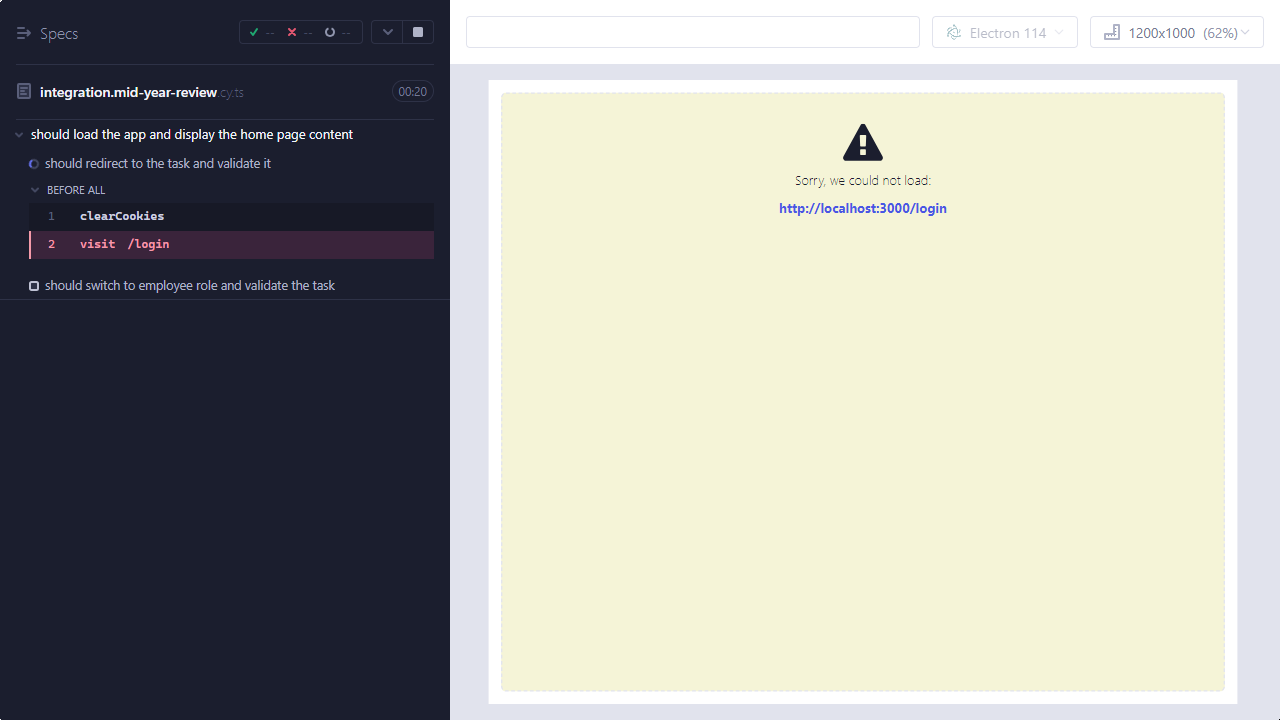 Specs
-- -- --
Electron 114
1200x1000 (62%)
integration.mid-year-review.cy.ts
00:20
should load the app and display the home page content
should redirect to the task and validate it
BEFORE ALL
1 clearCookies
2 visit /login
should switch to employee role and validate the task
Sorry, we could not load:
http://localhost:3000/login